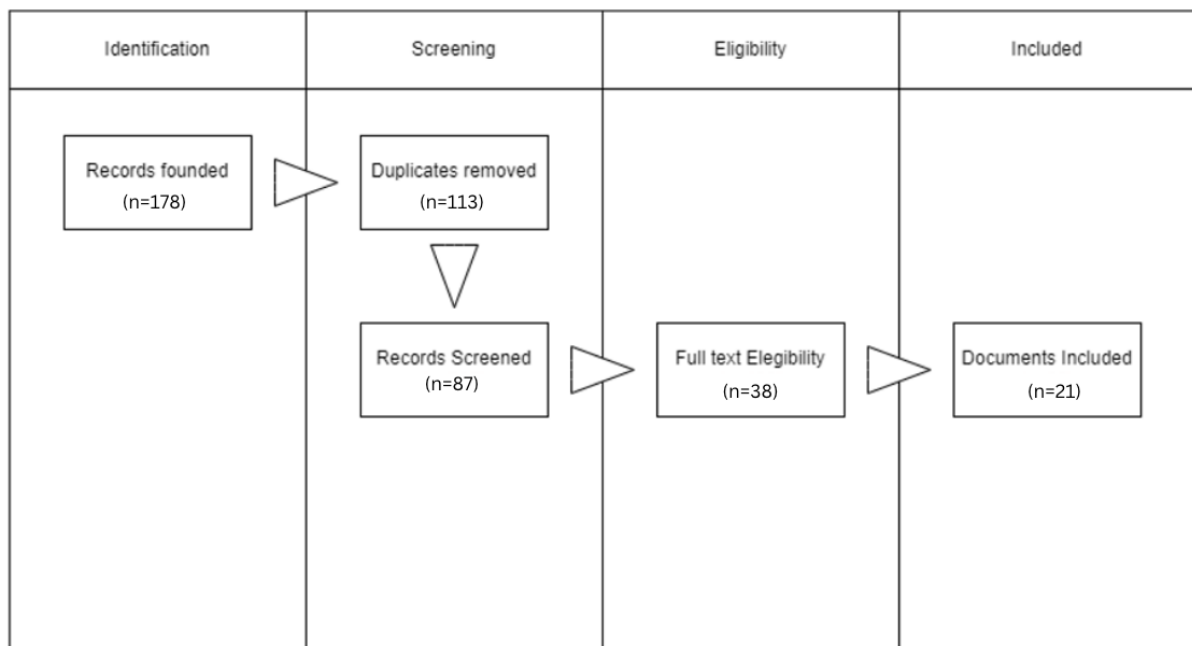 Identification
Screening
Eligibility
Included
Records founded
(n=178)
Duplicates removed
(n=113)
Records Screened
(n=87)
Full text Elegibility
(n=38)
Documents Included
(n=21)